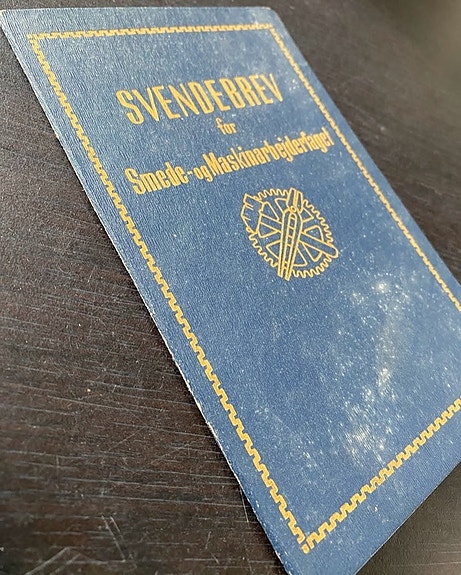 SVENDEBREV
for
Smede- og Maskinarbejderfaget